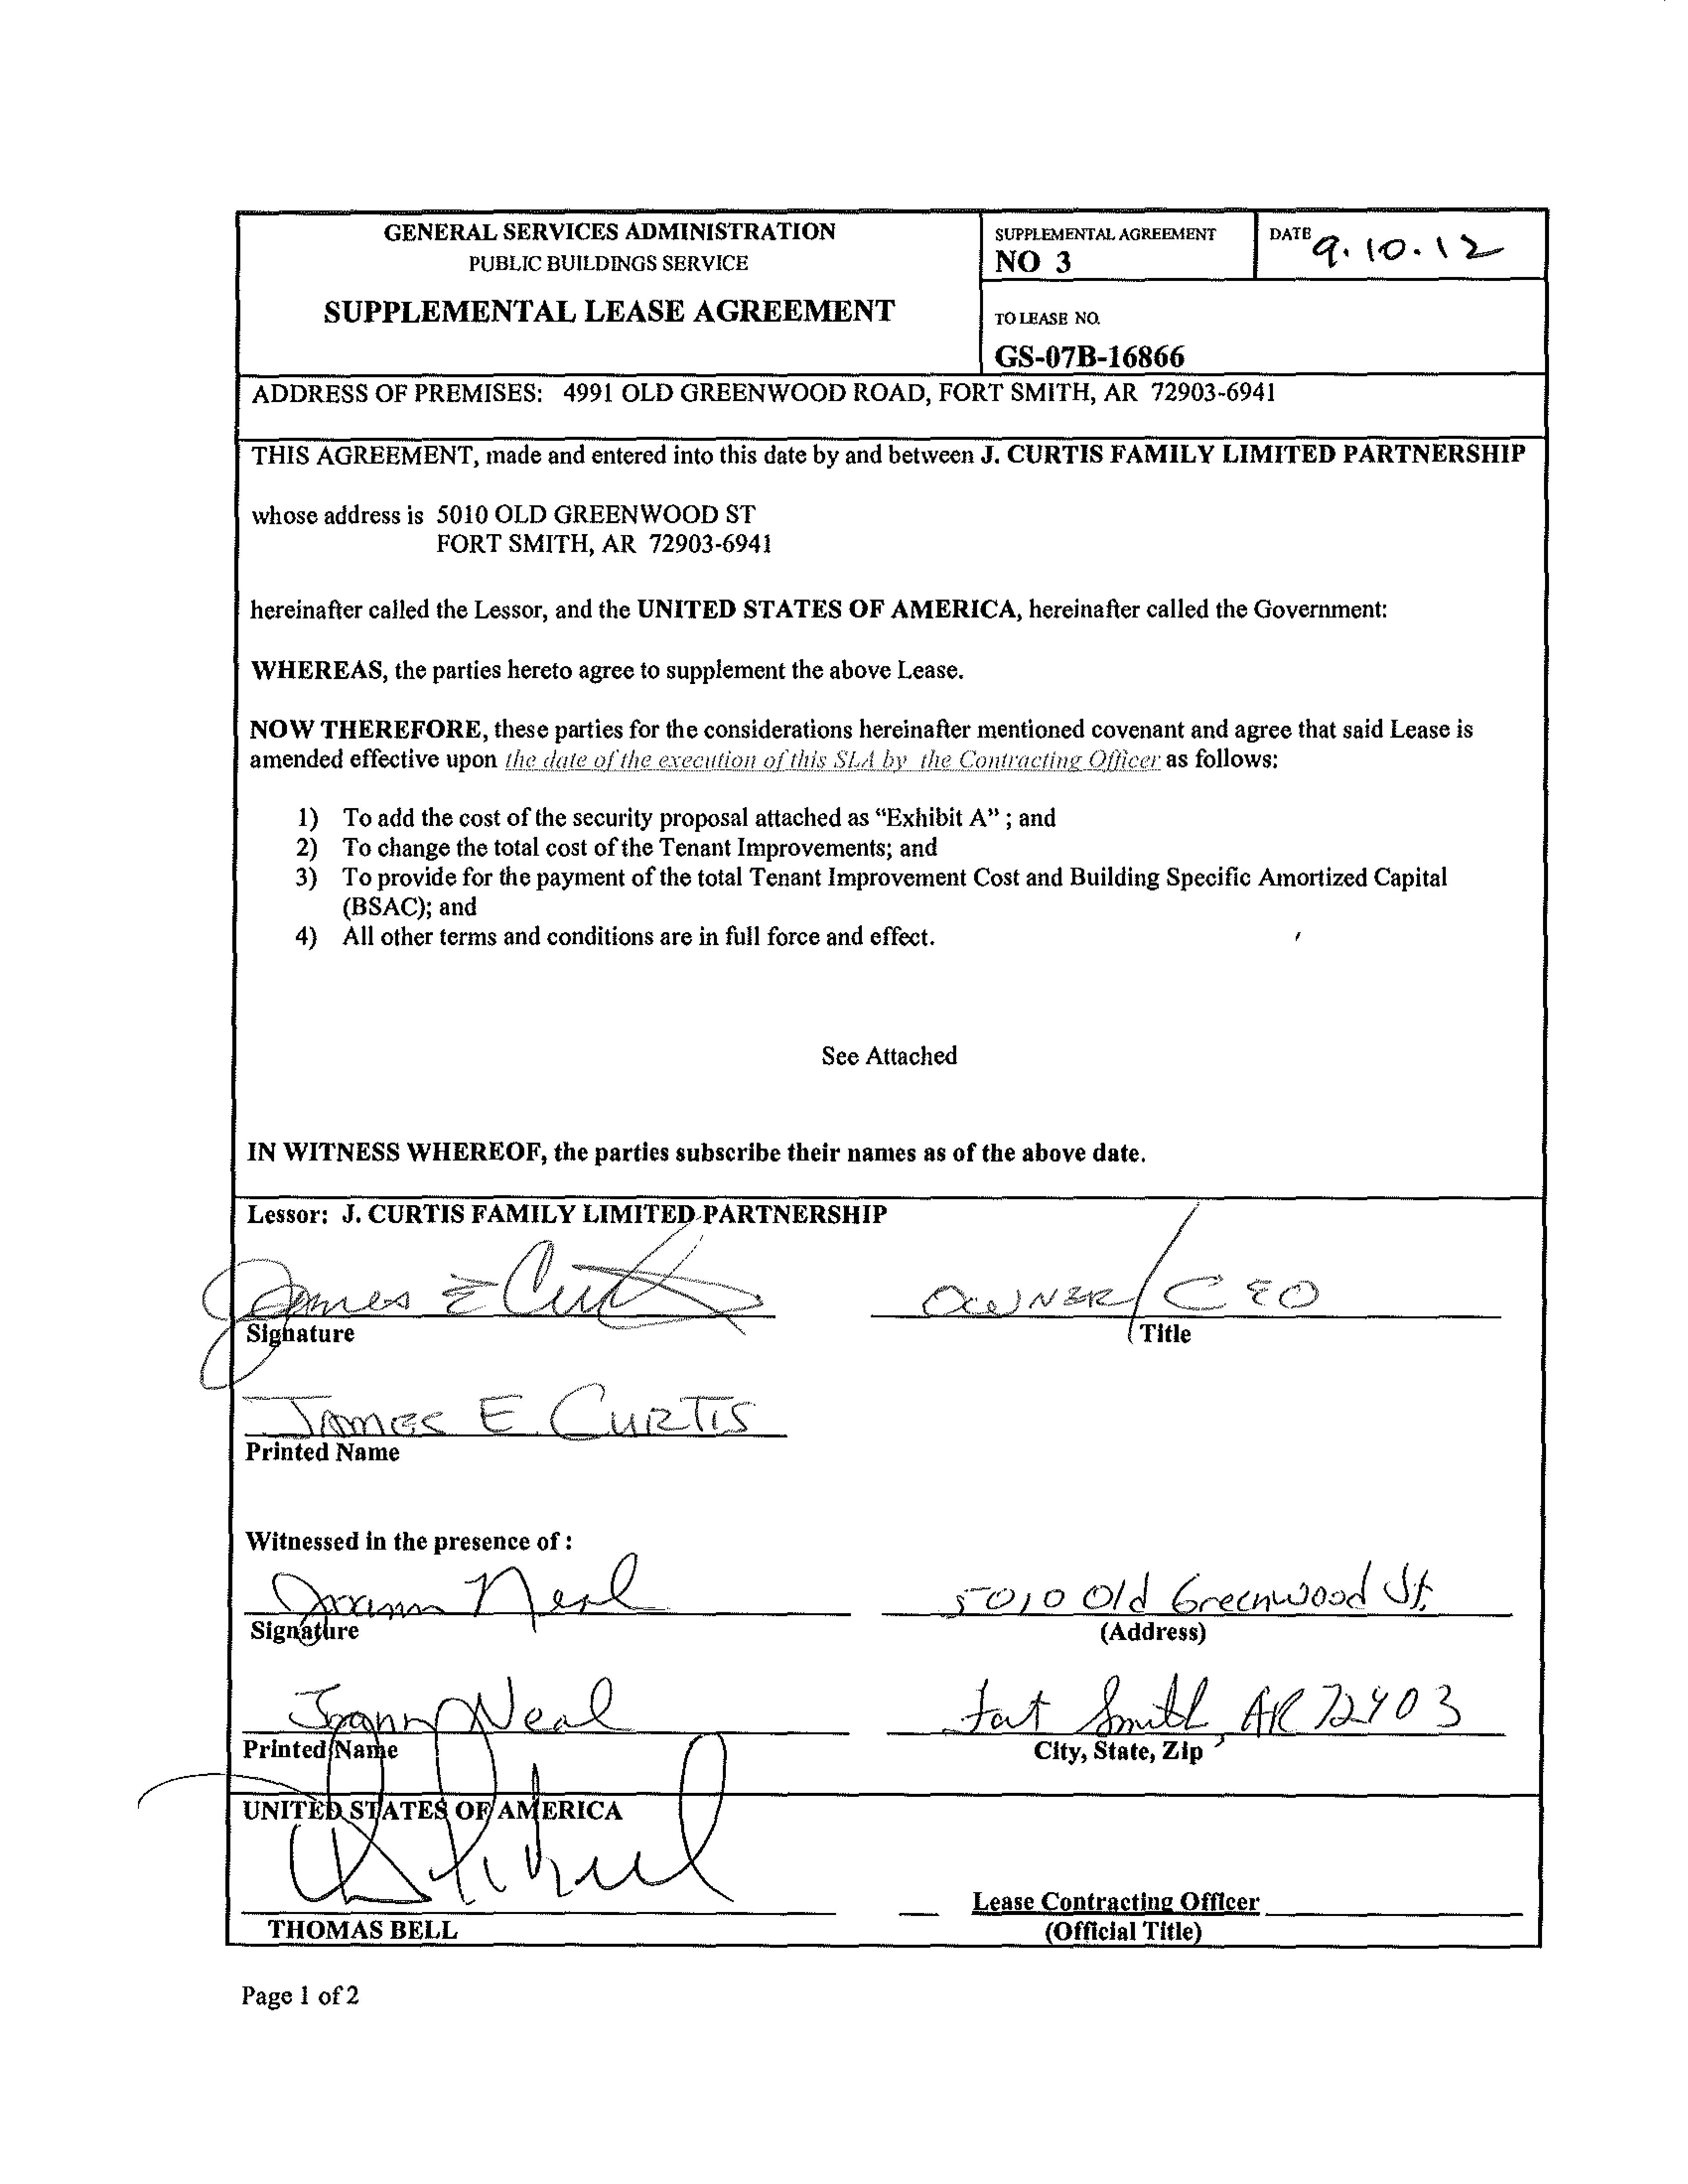 GENERAL SERVICES ADMINISTRATION
PUBLIC BUILDINGS SERVICE
SUPPLEMENTAL LEASE AGREEMENT
SUPPLEMENTAL AGREEMENT
NO 3
DATE 9.10.12
TO LEASE NO.
GS-07B-16866
ADDRESS OF PREMISES: 4991 OLD GREENWOOD ROAD, FORT SMITH, AR 72903-6941
THIS AGREEMENT, made and entered into this date by and between J. CURTIS FAMILY LIMITED PARTNERSHIP
whose address is 5010 OLD GREENWOOD ST
FORT SMITH, AR 72903-6941
hereinafter called the Lessor, and the UNITED STATES OF AMERICA, hereinafter called the Government:
WHEREAS, the parties hereto agree to supplement the above Lease.
NOW THEREFORE, these parties for the considerations hereinafter mentioned covenant and agree that said Lease is
amended effective upon the date of the execution of this SLA by the Contracting Officer as follows:
1) To add the cost of the security proposal attached as "Exhibit A" ; and
2) To change the total cost of the Tenant Improvements; and
3) To provide for the payment of the total Tenant Improvement Cost and Building Specific Amortized Capital
(BSAC); and
4) All other terms and conditions are in full force and effect.
See Attached
IN WITNESS WHEREOF, the parties subscribe their names as of the above date.
Lessor: J. CURTIS FAMILY LIMITED PARTNERSHIP
James E Curtis OWNER/CEO
Signature Title
JAMES E. CURTIS
Printed Name
Witnessed in the presence of :
Joann Neal 5010 Old Greenwood St.
Signature (Address)
Joann Neal Fort Smith, AR 72903
Printed Name City, State, Zip
UNITED STATES OF AMERICA
Lease Contracting Officer
THOMAS BELL (Official Title)
Page 1 of 2